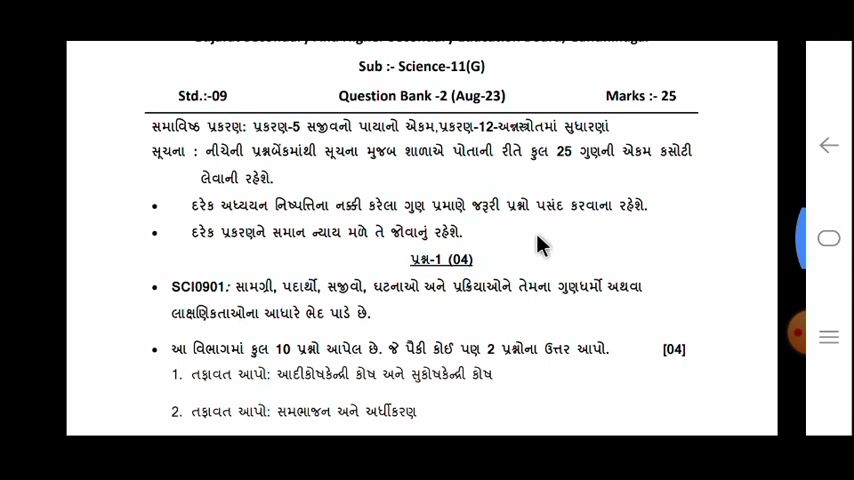 Sub :- Science-11(G)
Std.:-09 Question Bank -2 (Aug-23) Marks :- 25
સમાવિષ્ઠ પ્રકરણ: પ્રકરણ-5 સજીવનો પાયાનો એકમ,પ્રકરણ-12-અન્નસ્ત્રોતમાં સુધારણાં
સૂચના : નીચેની પ્રશ્નબેંકમાંથી સૂચના મુજબ શાળાએ પોતાની રીતે કુલ 25 ગુણની એકમ કસોટી
લેવાની રહેશે.
• દરેક અધ્યયન નિષ્પત્તિના નક્કી કરેલા ગુણ પ્રમાણે જરૂરી પ્રશ્નો પસંદ કરવાના રહેશે.
• દરેક પ્રકરણને સમાન ન્યાય મળે તે જોવાનું રહેશે.
પ્રશ્ન-1 (04)
• SCI0901: સામગ્રી, પદાર્થો, સજીવો, ઘટનાઓ અને પ્રક્રિયાઓને તેમના ગુણધર્મો અથવા
લાક્ષણિકતાઓના આધારે ભેદ પાડે છે.
• આ વિભાગમાં કુલ 10 પ્રશ્નો આપેલ છે. જે પૈકી કોઈ પણ 2 પ્રશ્નોના ઉત્તર આપો. [04]
1. તફાવત આપો: આદીકોષકેન્દ્રી કોષ અને સુકોષકેન્દ્રી કોષ
2. તફાવત આપો: સમભાજન અને અર્ધીકરણ